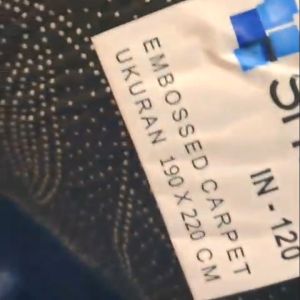 EMBOSSED CARPET
UKURAN 190 X 220 CM
IN - 120